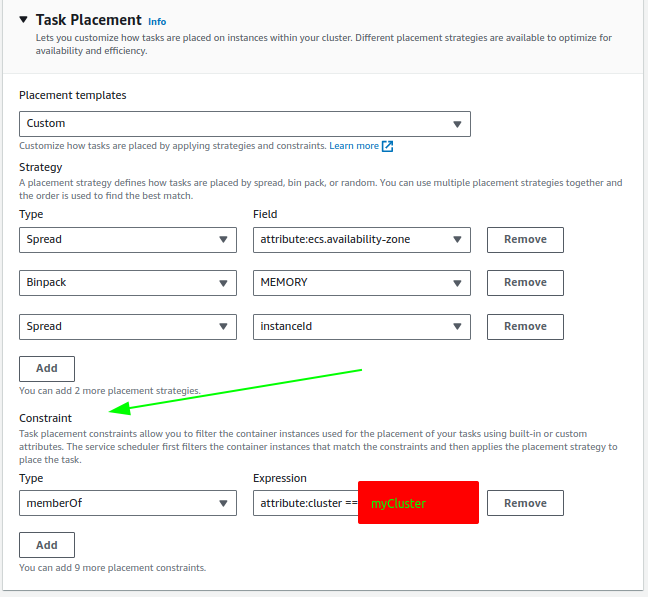 Task Placement Info
Lets you customize how tasks are placed on instances within your cluster. Different placement strategies are available to optimize for
availability and efficiency.
Placement templates
Custom
Customize how tasks are placed by applying strategies and constraints. Learn more
Strategy
A placement strategy defines how tasks are placed by spread, bin pack, or random. You can use multiple placement strategies together and
the order is used to find the best match.
Type Field
Spread attribute:ecs.availability-zone Remove
Binpack MEMORY Remove
Spread instanceId Remove
Add
You can add 2 more placement strategies.
Constraint
Task placement constraints allow you to filter the container instances used for the placement of your tasks using built-in or custom
attributes. The service scheduler first filters the container instances that match the constraints and then applies the placement strategy to
place the task.
Type Expression
memberOf attribute:cluster == myCluster Remove
Add
You can add 9 more placement constraints.